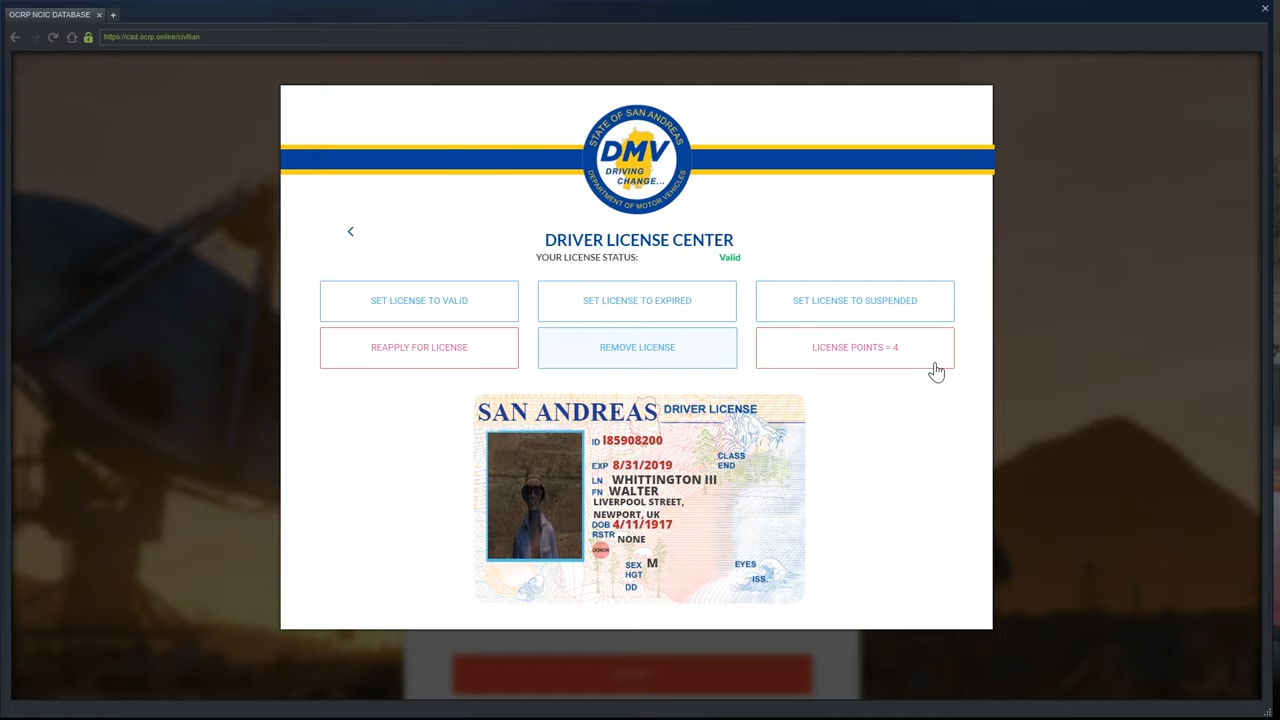 OCRP NCIC DATABASE
https://cad.ocrp.online/civilian
STATE OF SAN ANDREAS
DMV
DRIVING
CHANGE...
DEPARTMENT OF MOTOR VEHICLES
DRIVER LICENSE CENTER
YOUR LICENSE STATUS: Valid
SET LICENSE TO VALID SET LICENSE TO EXPIRED SET LICENSE TO SUSPENDED
REAPPLY FOR LICENSE REMOVE LICENSE LICENSE POINTS = 4
SAN ANDREAS DRIVER LICENSE
ID l85908200
CLASS
EXP 8/31/2019 END
LN WHITTINGTON III
FN WALTER
LIVERPOOL STREET,
NEWPORT, UK
DOB 4/11/1917
RSTR NONE
DONOR
SEX M EYES
HGT ISS.
DD